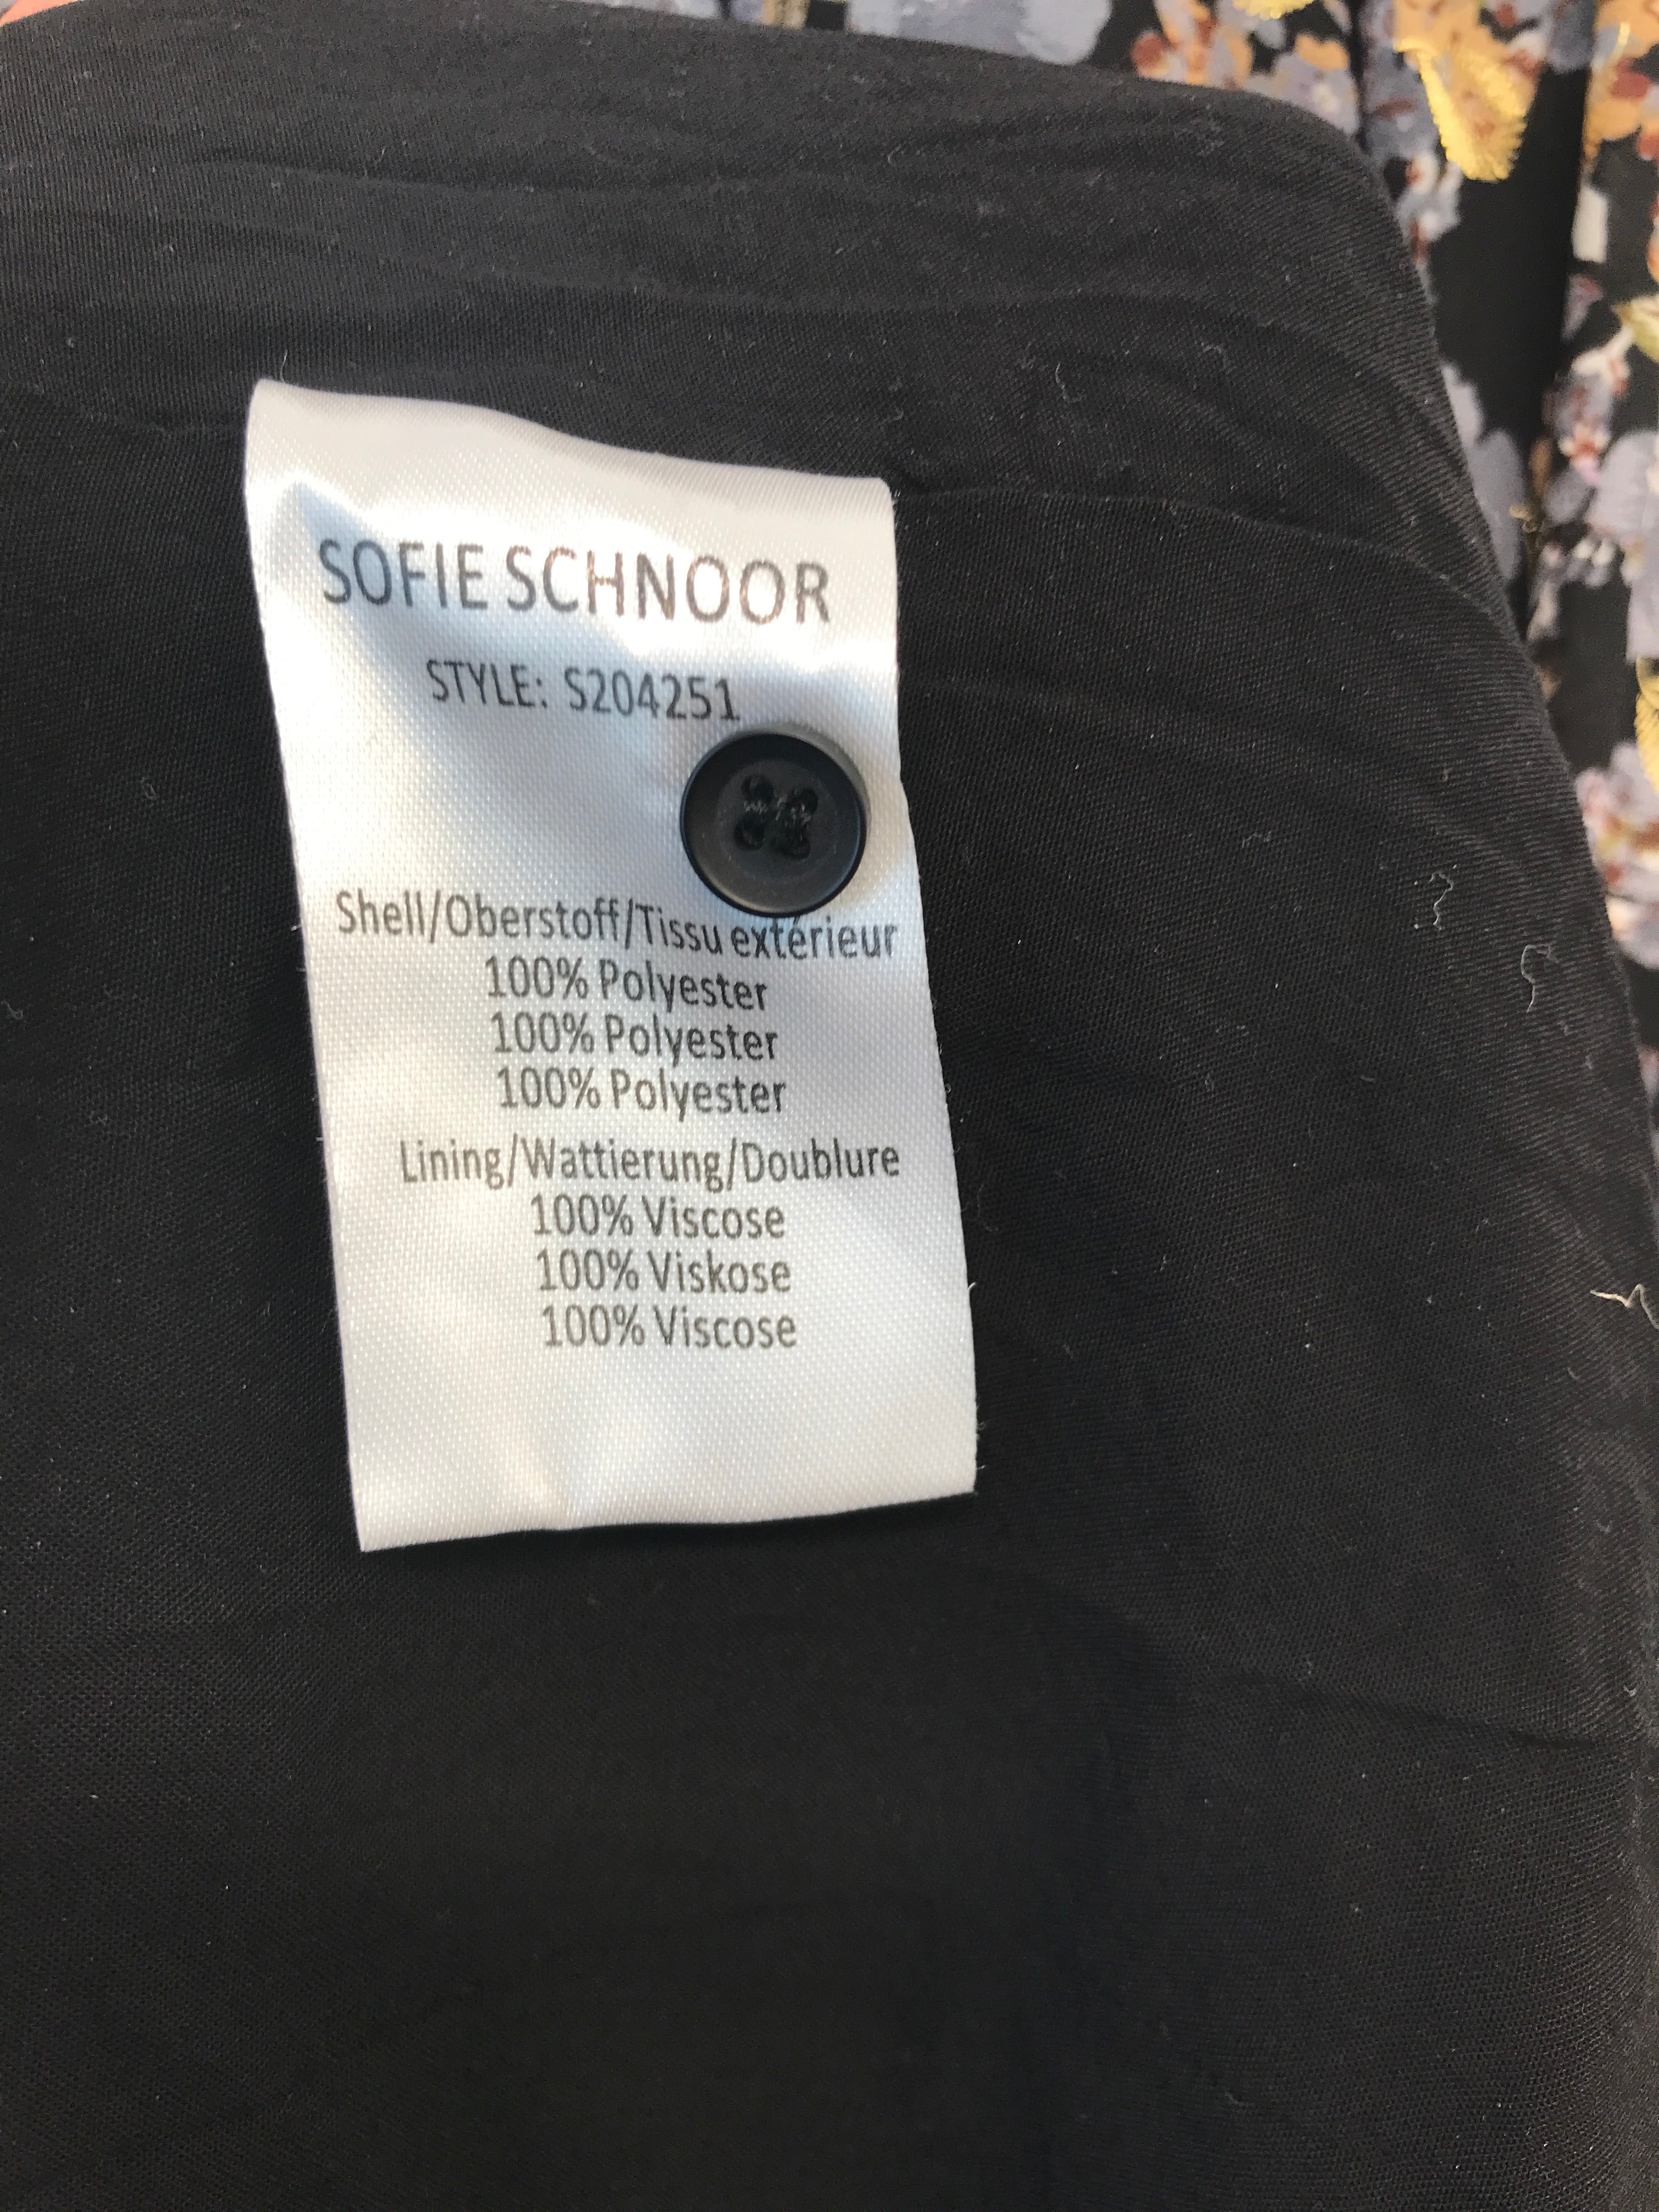 SOFIE SCHNOOR
STYLE: S204251
Shell/Oberstoff/Tissu extérieur
100% Polyester
100% Polyester
100% Polyester
Lining/Wattierung/Doublure
100% Viscose
100% Viskose
100% Viscose